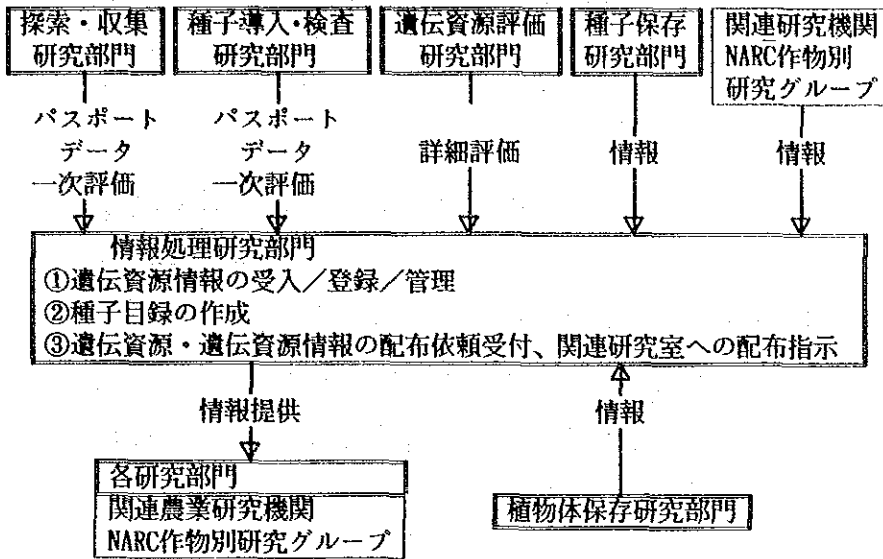 探索・収集
研究部門
種子導入・検査
研究部門
遺伝資源評価
研究部門
種子保存
研究部門
関連研究機関
NARC作物別
研究グループ
パスポート
データ
一次評価
パスポート
データ
一次評価
詳細評価
情報
情報
情報処理研究部門
①遺伝資源情報の受入／登録／管理
②種子目録の作成
③遺伝資源・遺伝資源情報の配布依頼受付、関連研究室への配布指示
情報提供
情報
各研究部門
関連農業研究機関
NARC作物別研究グループ
植物体保存研究部門